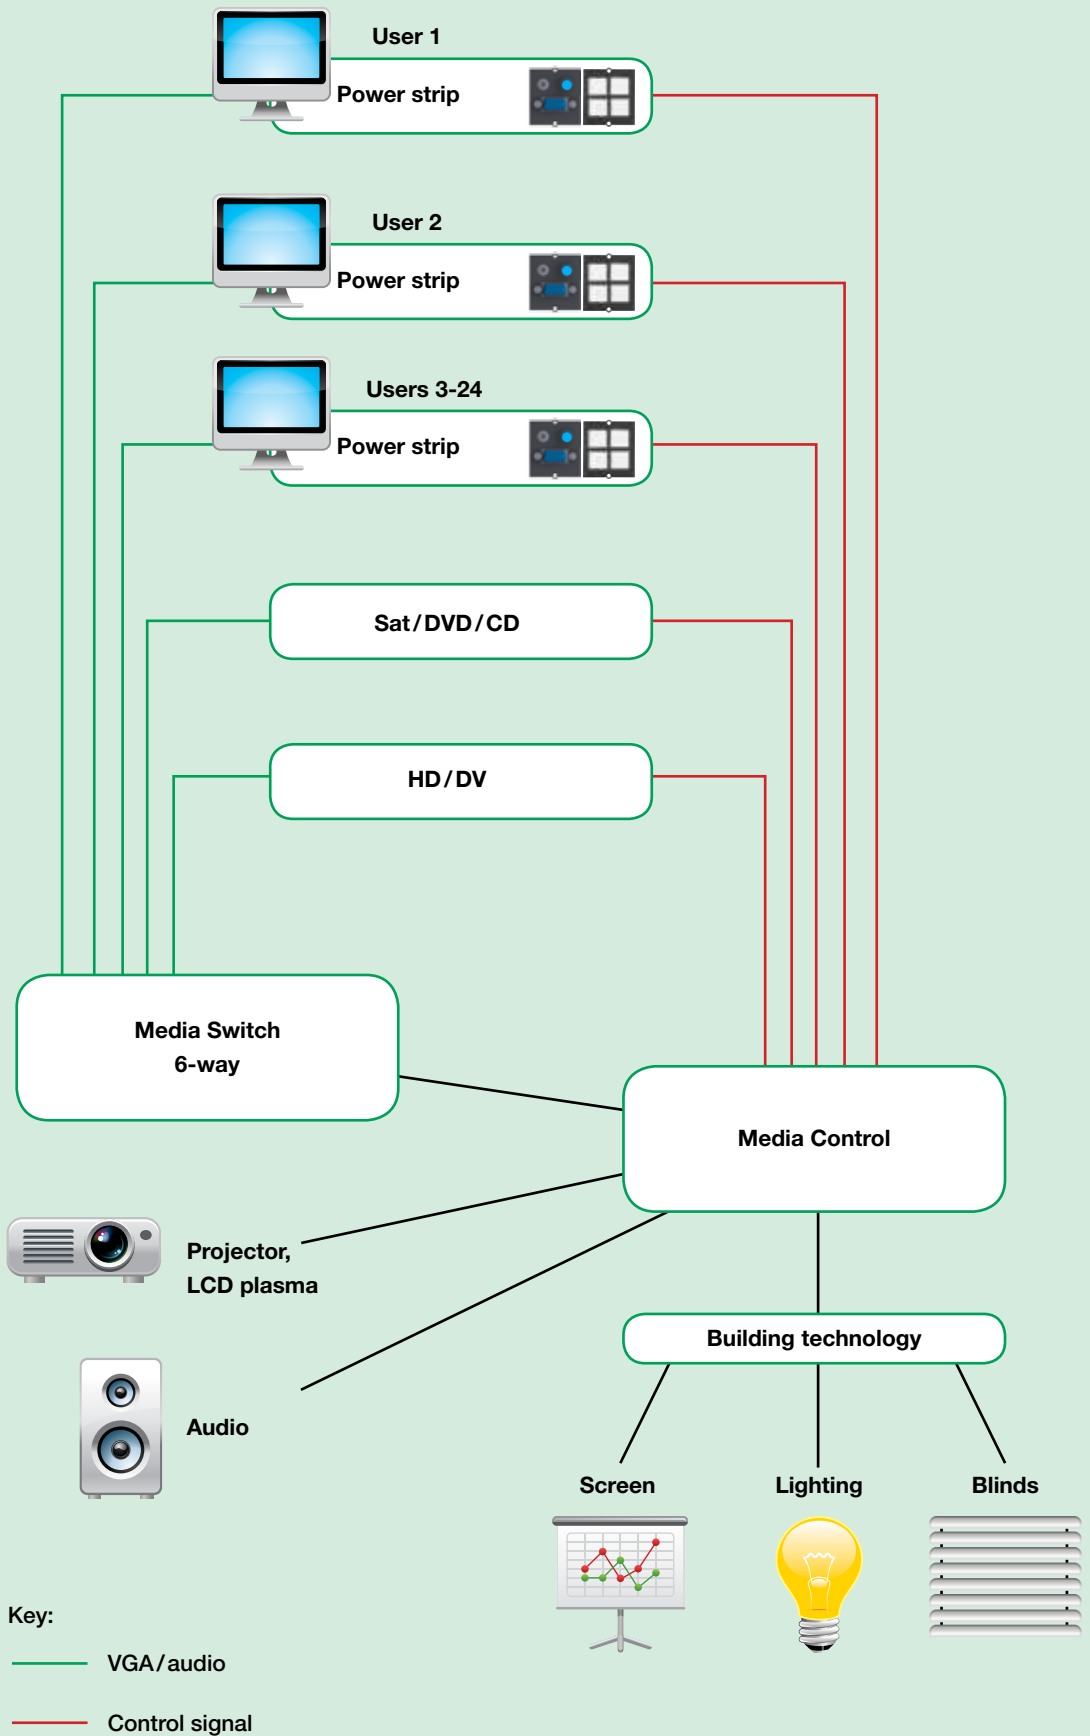 User 1
Power strip
User 2
Power strip
Users 3-24
Power strip
Sat/DVD/CD
HD/DV
Media Switch
6-way
Media Control
Projector,
LCD plasma
Building technology
Audio
Screen
Lighting
Blinds
Key:
VGA/audio
Control signal